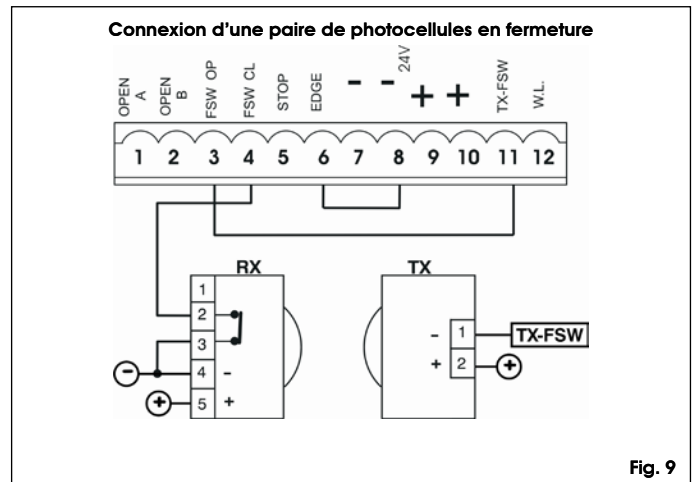 Connexion d'une paire de photocellules en fermeture
OPEN A
OPEN B
FSW OP
FSW CL
STOP
EDGE
- - 24V + +
TX-FSW
W.L.
1 2 3 4 5 6 7 8 9 10 11 12
RX
1
2
3
- 4 -
+ 5 +
TX
- 1 TX-FSW
+ 2 +
Fig. 9